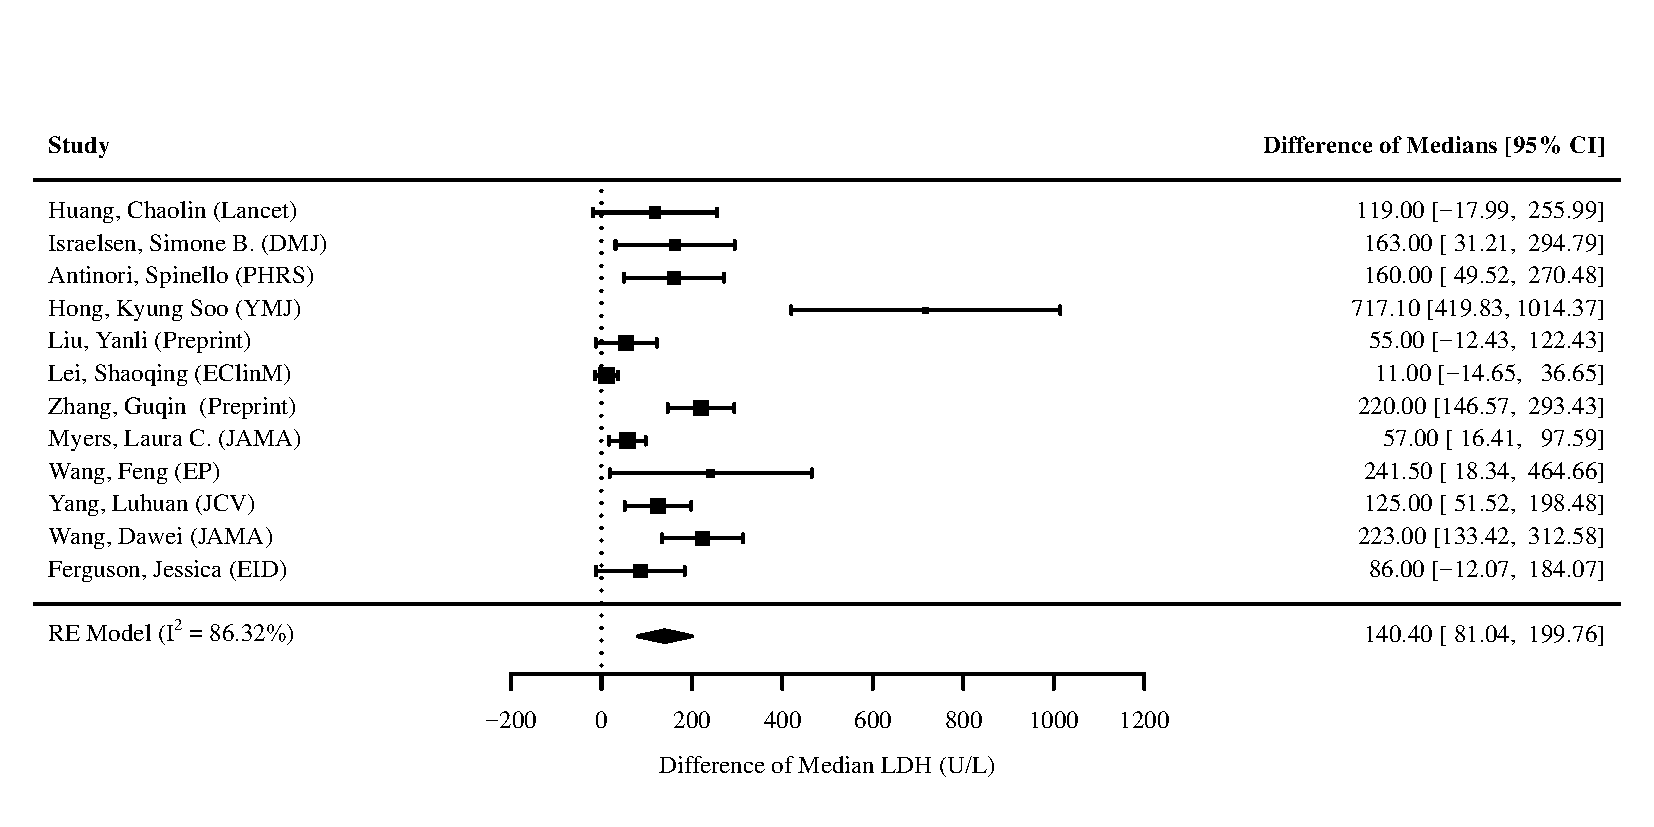 Study Difference of Medians [95% CI]
Huang, Chaolin (Lancet) 119.00 [−17.99, 255.99]
Israelsen, Simone B. (DMJ) 163.00 [ 31.21, 294.79]
Antinori, Spinello (PHRS) 160.00 [ 49.52, 270.48]
Hong, Kyung Soo (YMJ) 717.10 [419.83, 1014.37]
Liu, Yanli (Preprint) 55.00 [−12.43, 122.43]
Lei, Shaoqing (EClinM) 11.00 [−14.65, 36.65]
Zhang, Guqin (Preprint) 220.00 [146.57, 293.43]
Myers, Laura C. (JAMA) 57.00 [ 16.41, 97.59]
Wang, Feng (EP) 241.50 [ 18.34, 464.66]
Yang, Luhuan (JCV) 125.00 [ 51.52, 198.48]
Wang, Dawei (JAMA) 223.00 [133.42, 312.58]
Ferguson, Jessica (EID) 86.00 [−12.07, 184.07]
RE Model (I² = 86.32%) 140.40 [ 81.04, 199.76]
−200 0 200 400 600 800 1000 1200
Difference of Median LDH (U/L)